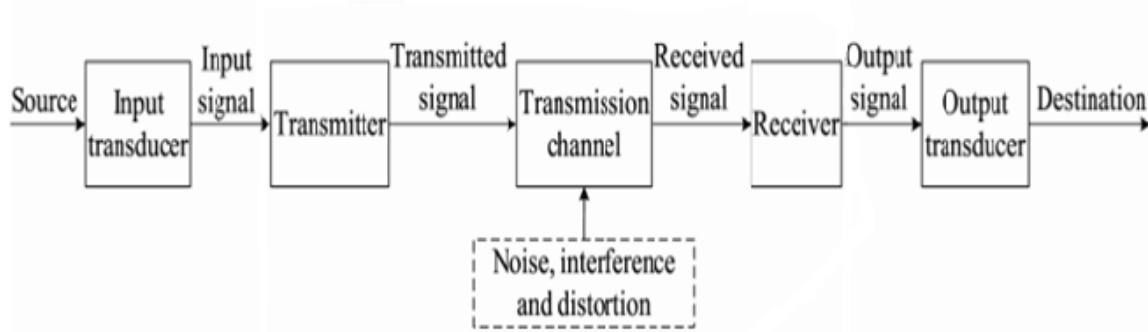 Source
Input
transducer
Input
signal
Transmitter
Transmitted
signal
Transmission
channel
Received
signal
Receiver
Output
signal
Output
transducer
Destination
Noise, interference
and distortion